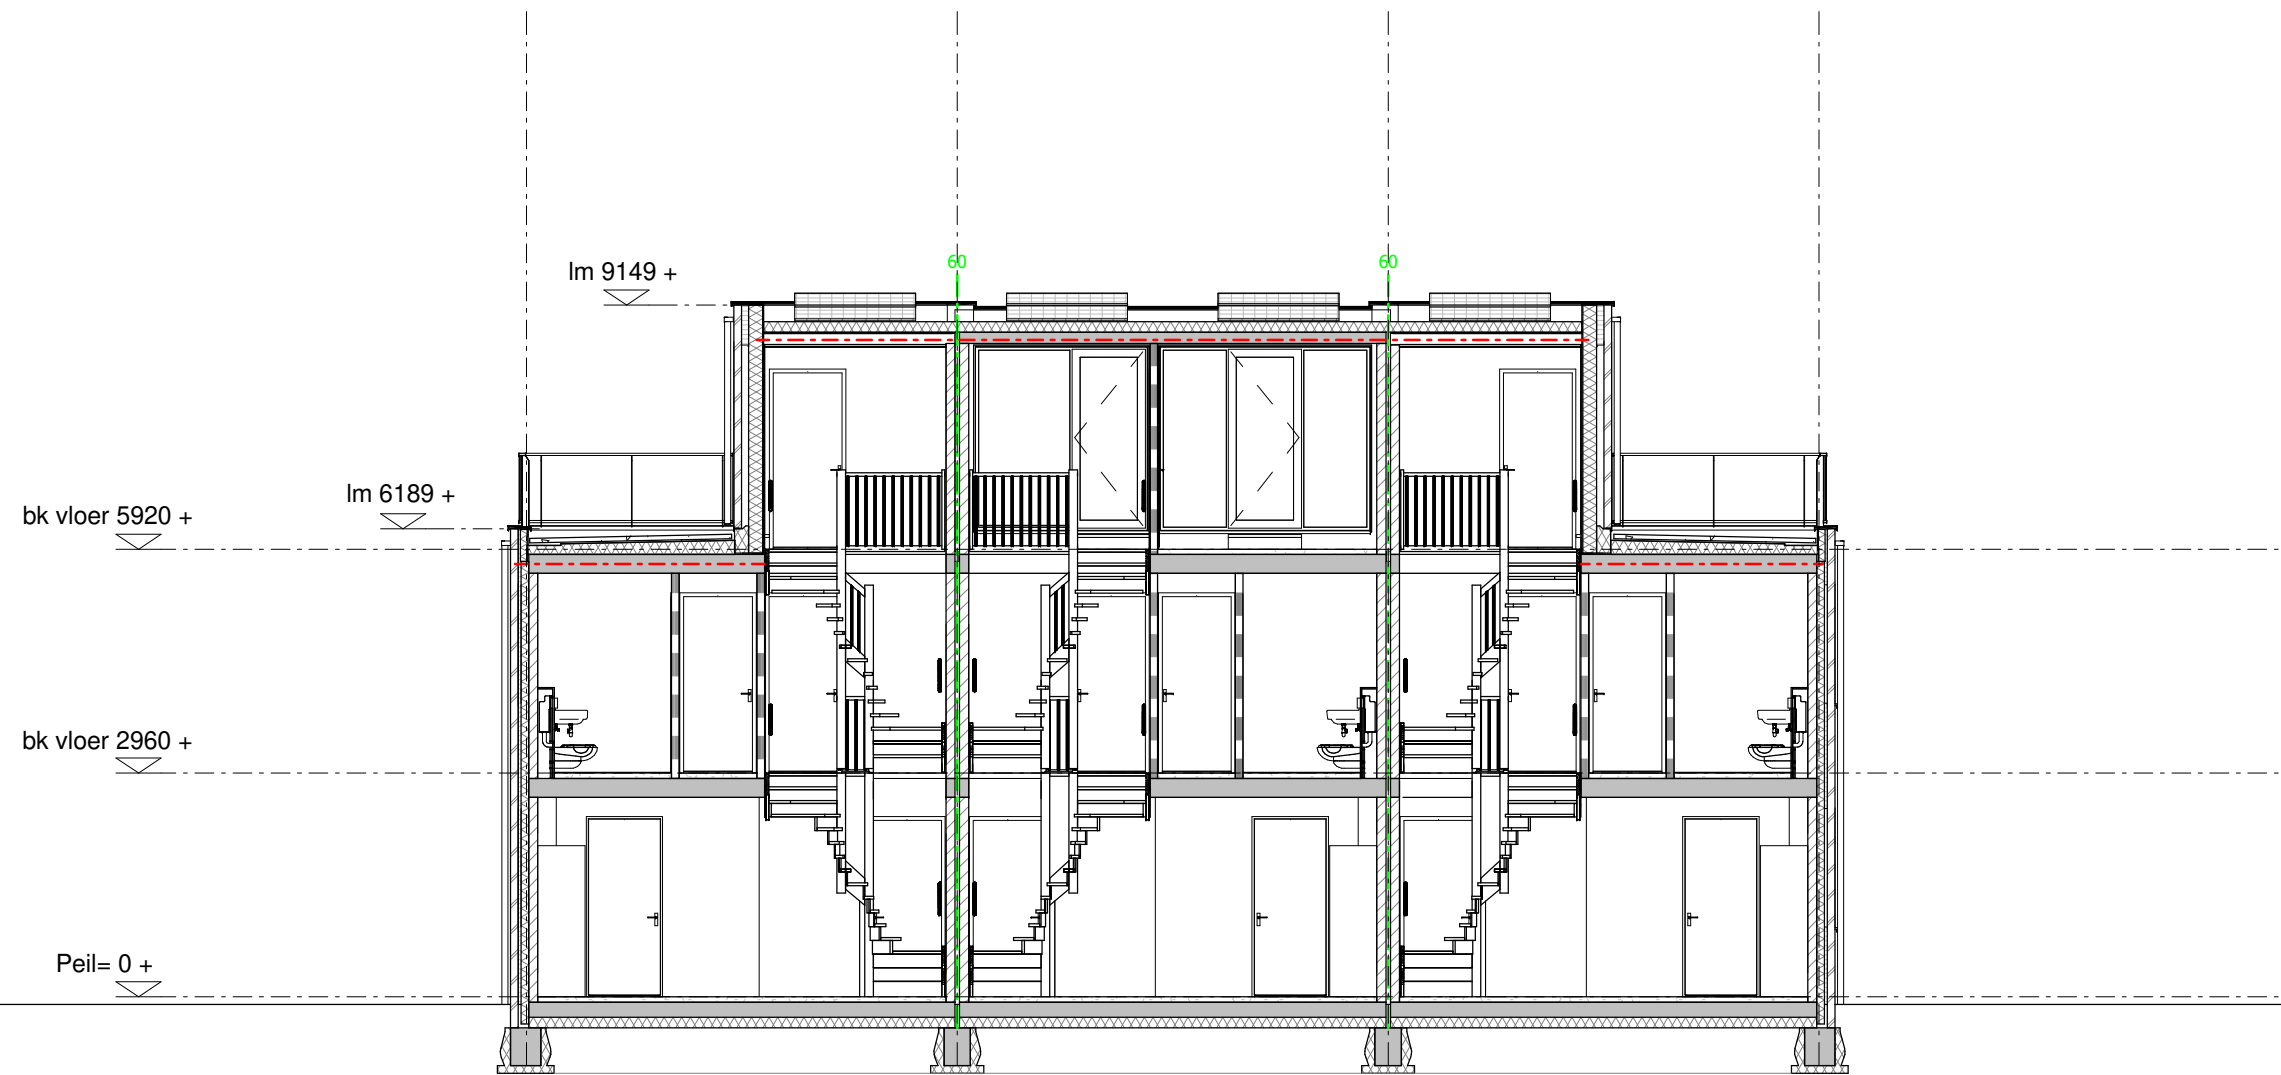 60
60
lm 9149 +
lm 6189 +
bk vloer 5920 +
bk vloer 2960 +
Peil= 0 +